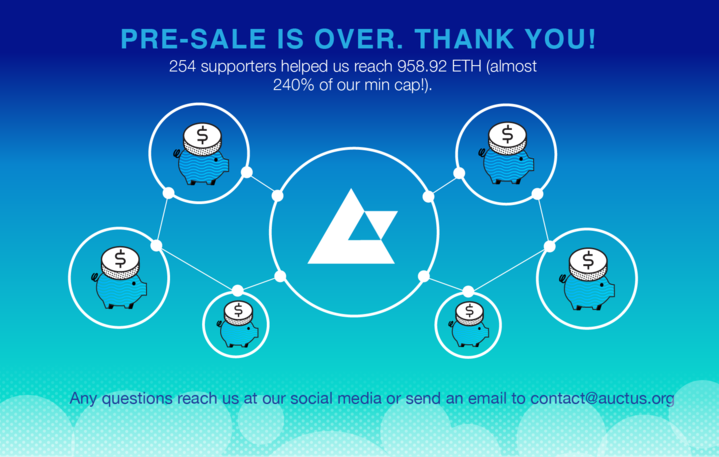 PRE-SALE IS OVER. THANK YOU!
254 supporters helped us reach 958.92 ETH (almost
240% of our min cap!).
$
$
$
$
$
$
Any questions reach us at our social media or send an email to contact@auctus.org